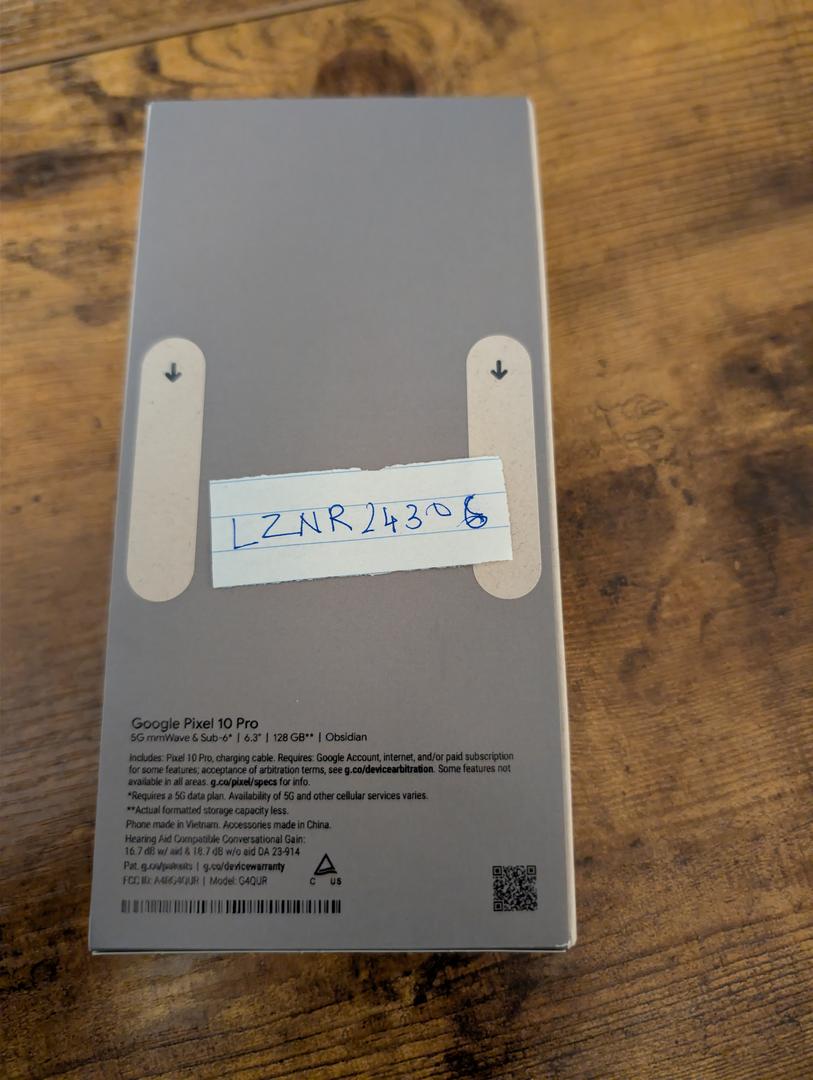 LZNR24306
Google Pixel 10 Pro
5G mmWave & Sub-6* | 6.3" | 128 GB** | Obsidian
Includes: Pixel 10 Pro, charging cable. Requires: Google Account, internet, and/or paid subscription
for some features; acceptance of arbitration terms, see g.co/devicearbitration. Some features not
available in all areas. g.co/pixel/specs for info.
*Requires a 5G data plan. Availability of 5G and other cellular services varies.
**Actual formatted storage capacity less.
Phone made in Vietnam. Accessories made in China.
Hearing Aid Compatible Conversational Gain:
16.7 dB w/ aid & 18.7 dB w/o aid DA 23-914
Pat. g.co/patents | g.co/devicewarranty
FCC ID: A4RG4QUR | Model: G4QUR
C US